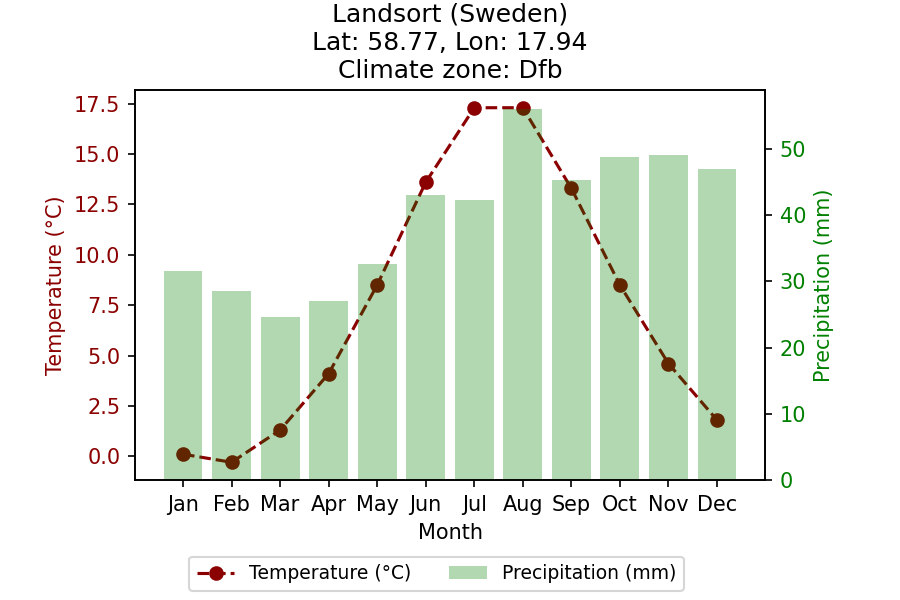 Landsort (Sweden)
Lat: 58.77, Lon: 17.94
Climate zone: Dfb
17.5
15.0
12.5
10.0
7.5
5.0
2.5
0.0
Temperature (°C)
50
40
30
20
10
0
Precipitation (mm)
Jan Feb Mar Apr May Jun Jul Aug Sep Oct Nov Dec
Month
Temperature (°C) Precipitation (mm)